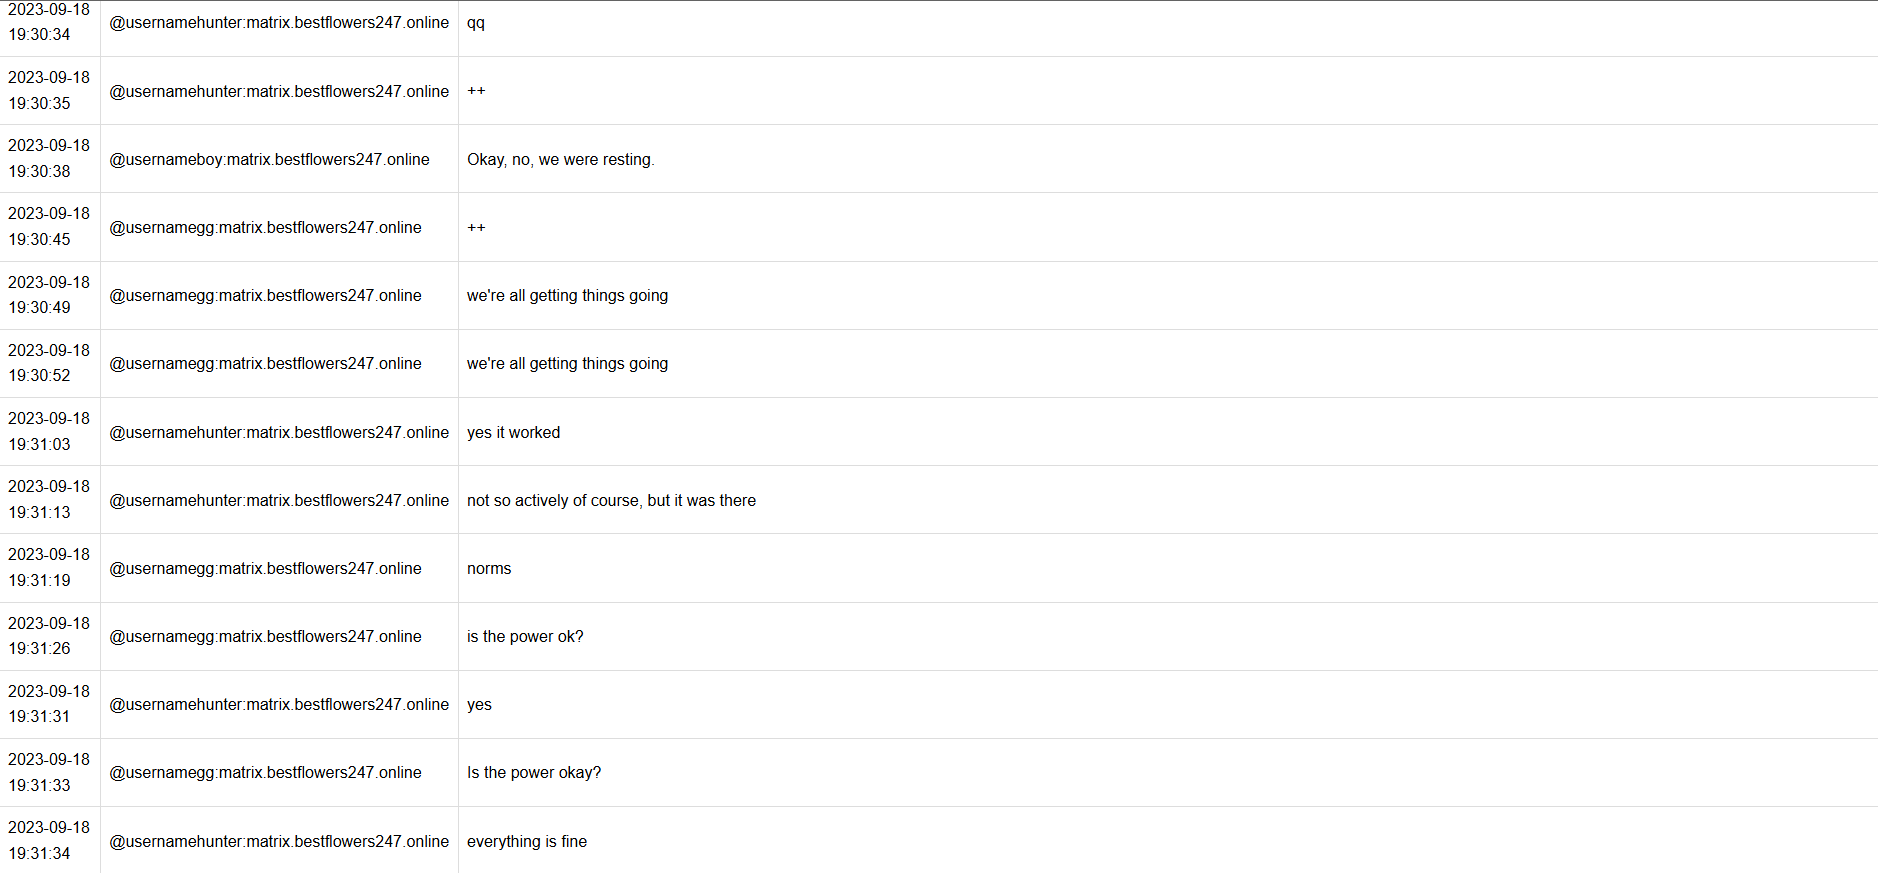 2023-09-18
19:30:34
@usernamehunter:matrix.bestflowers247.online
qq
2023-09-18
19:30:35
@usernamehunter:matrix.bestflowers247.online
++
2023-09-18
19:30:38
@usernameboy:matrix.bestflowers247.online
Okay, no, we were resting.
2023-09-18
19:30:45
@usernamegg:matrix.bestflowers247.online
++
2023-09-18
19:30:49
@usernamegg:matrix.bestflowers247.online
we're all getting things going
2023-09-18
19:30:52
@usernamegg:matrix.bestflowers247.online
we're all getting things going
2023-09-18
19:31:03
@usernamehunter:matrix.bestflowers247.online
yes it worked
2023-09-18
19:31:13
@usernamehunter:matrix.bestflowers247.online
not so actively of course, but it was there
2023-09-18
19:31:19
@usernamegg:matrix.bestflowers247.online
norms
2023-09-18
19:31:26
@usernamegg:matrix.bestflowers247.online
is the power ok?
2023-09-18
19:31:31
@usernamehunter:matrix.bestflowers247.online
yes
2023-09-18
19:31:33
@usernamegg:matrix.bestflowers247.online
Is the power okay?
2023-09-18
19:31:34
@usernamehunter:matrix.bestflowers247.online
everything is fine